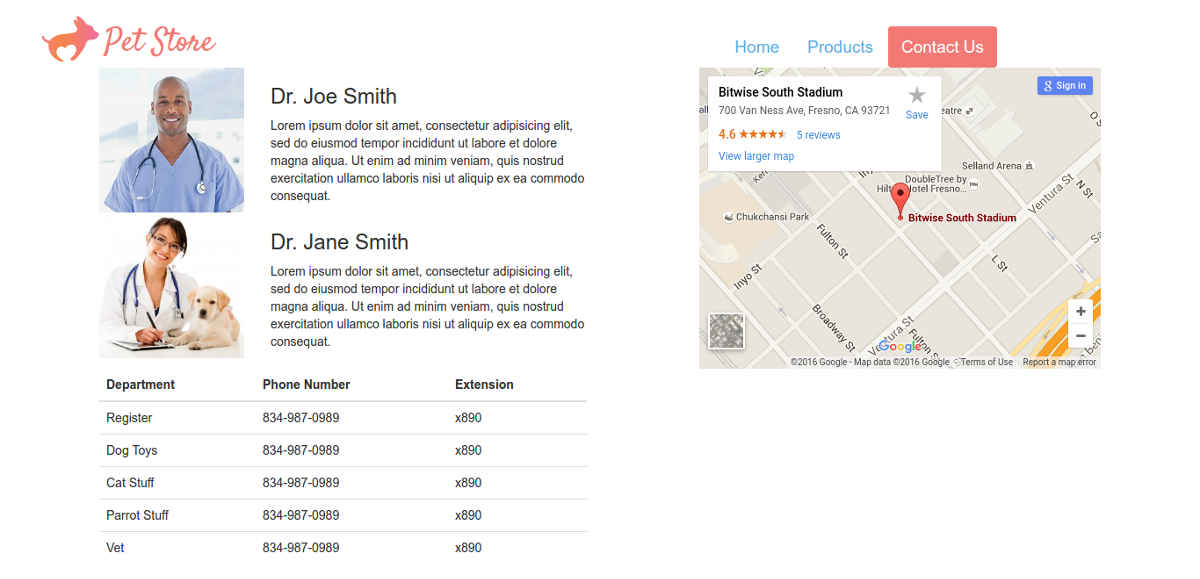 Pet Store
Home
Products
Contact Us
Dr. Joe Smith
Lorem ipsum dolor sit amet, consectetur adipisicing elit,
sed do eiusmod tempor incididunt ut labore et dolore
magna aliqua. Ut enim ad minim veniam, quis nostrud
exercitation ullamco laboris nisi ut aliquip ex ea commodo
consequat.
Dr. Jane Smith
Lorem ipsum dolor sit amet, consectetur adipisicing elit,
sed do eiusmod tempor incididunt ut labore et dolore
magna aliqua. Ut enim ad minim veniam, quis nostrud
exercitation ullamco laboris nisi ut aliquip ex ea commodo
consequat.
Department Phone Number Extension
Register 834-987-0989 x890
Dog Toys 834-987-0989 x890
Cat Stuff 834-987-0989 x890
Parrot Stuff 834-987-0989 x890
Vet 834-987-0989 x890
Bitwise South Stadium
700 Van Ness Ave, Fresno, CA 93721
Save
4.6 5 reviews
View larger map
Sign in
Selland Arena
DoubleTree by
Hotel Fresno...
Ventura St
N St
Chukchansi Park
Bitwise South Stadium
Fulton St
Fulton St
L St
Inyo St
Broadway St
Ventura St
+
−
Google
©2016 Google - Map data ©2016 Google
Terms of Use
Report a map error